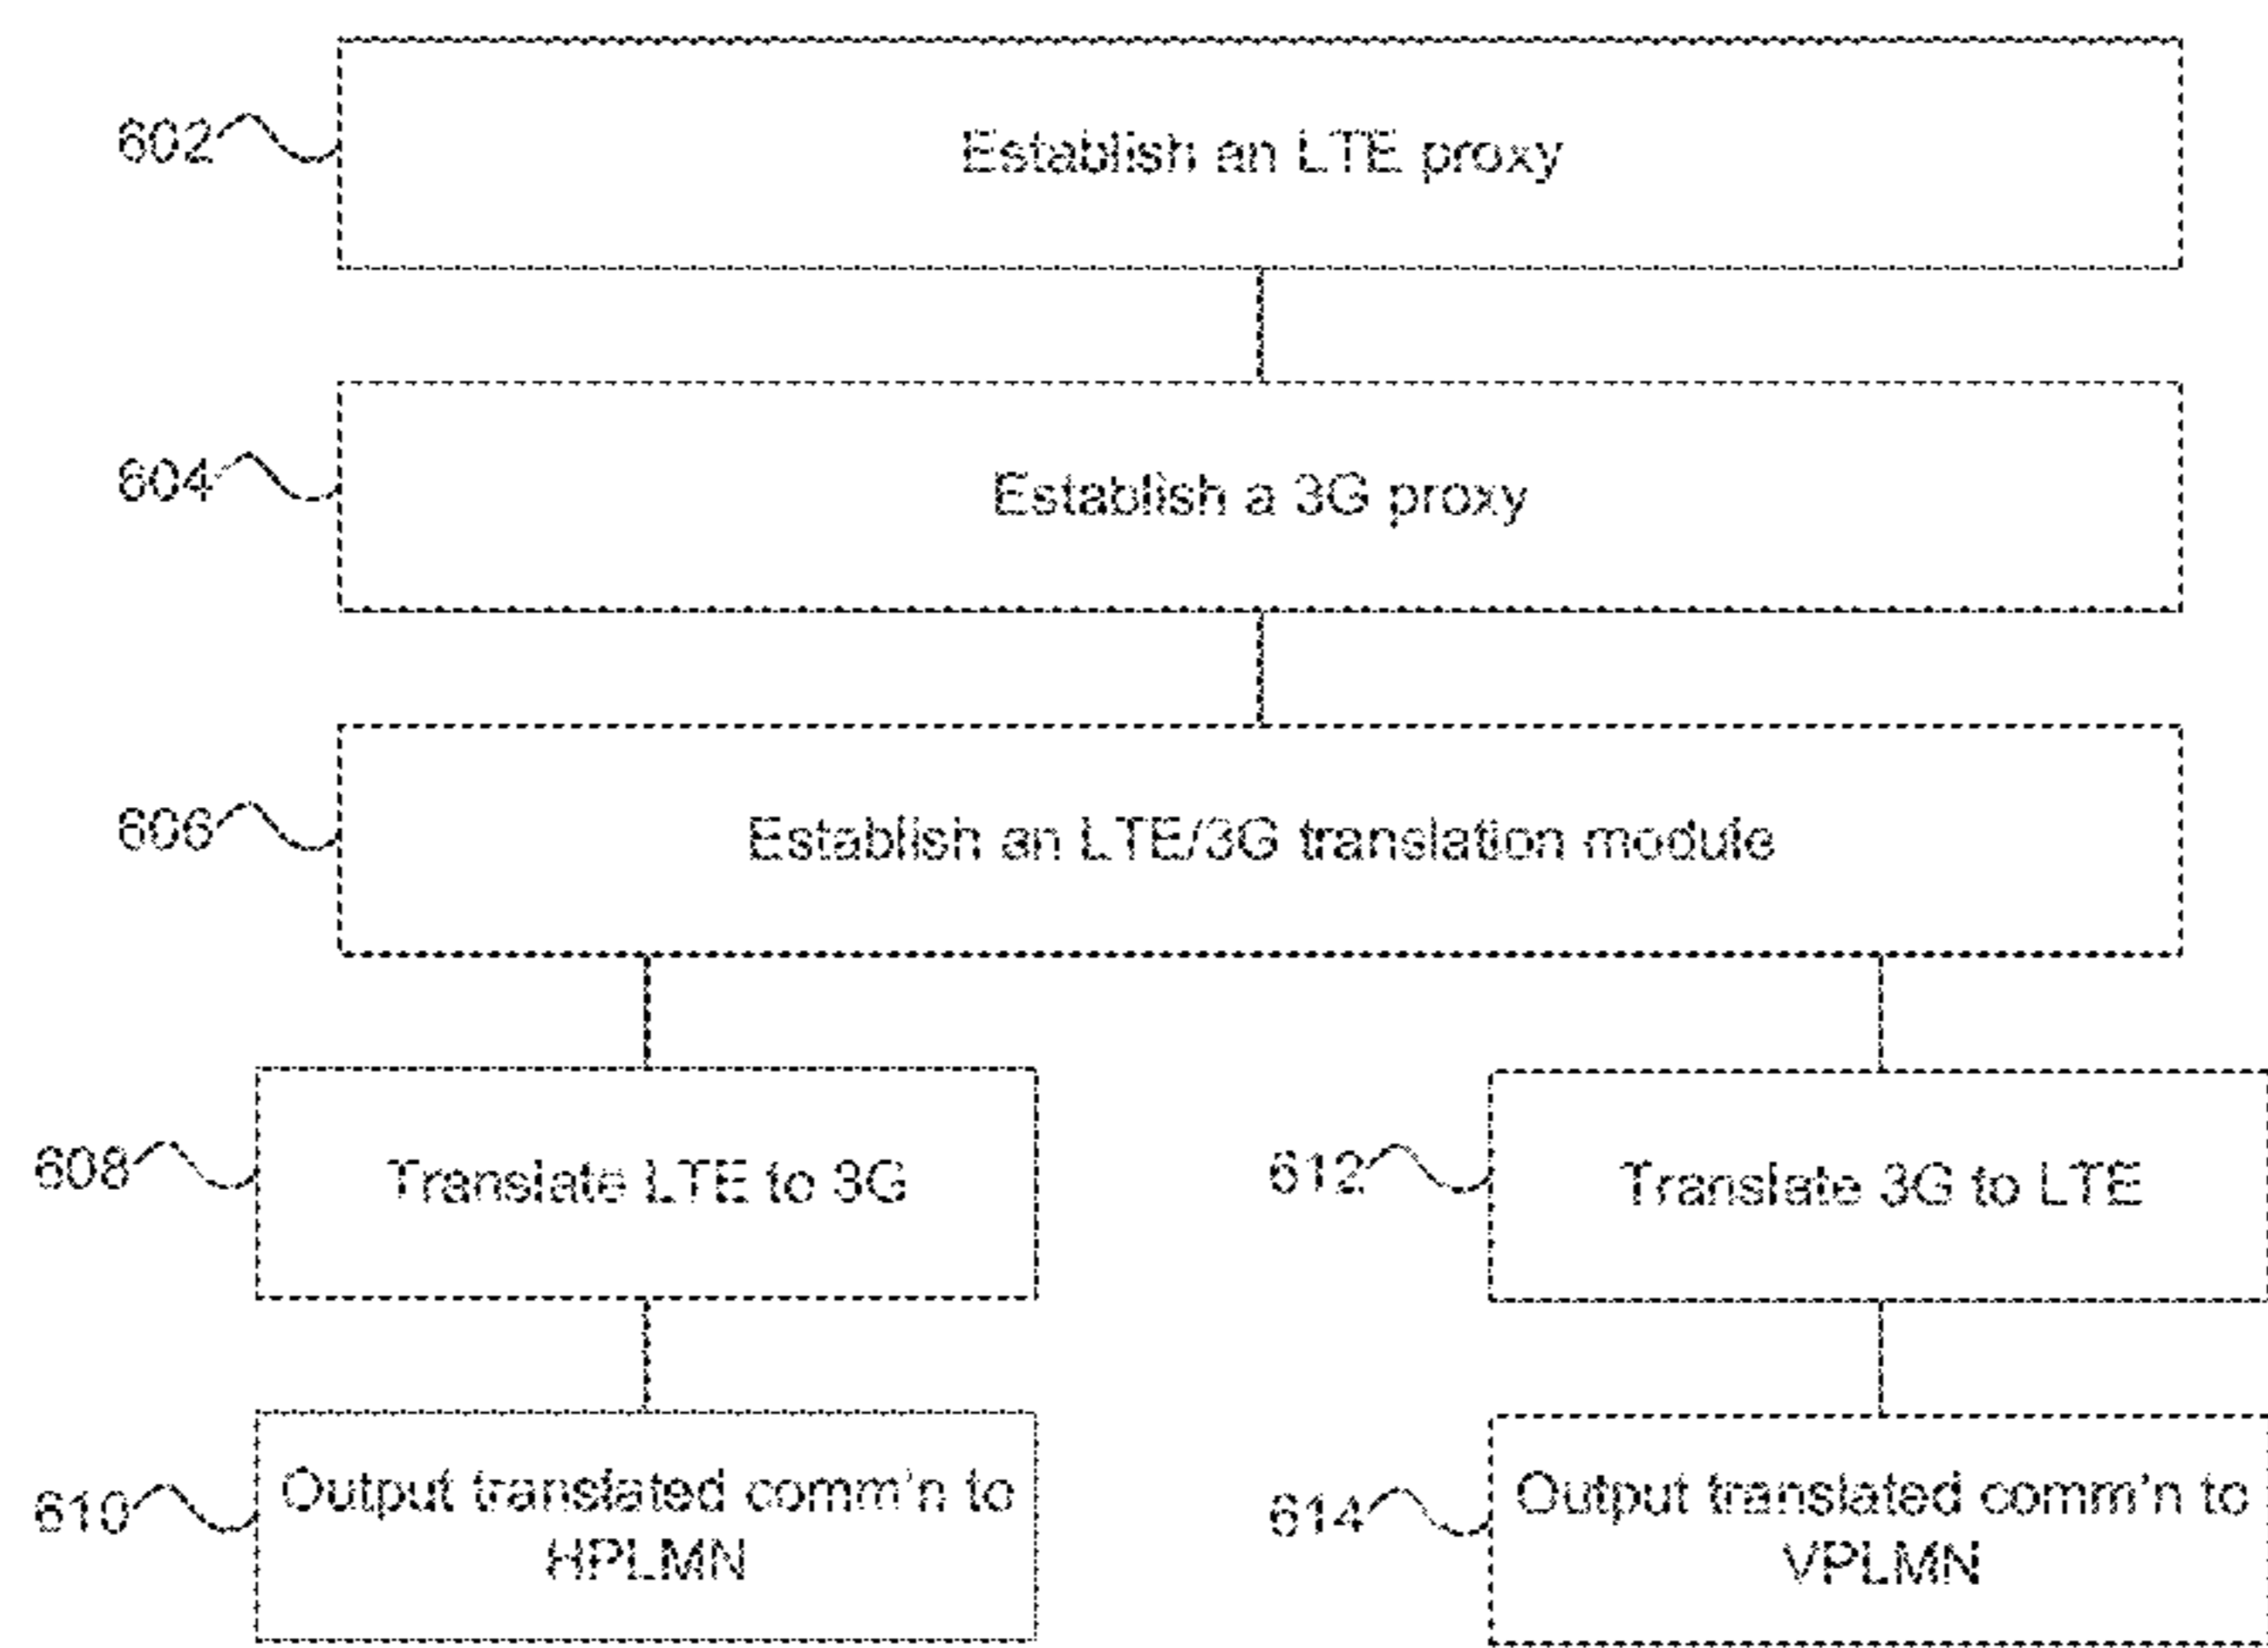 602
Establish an LTE proxy
604
Establish a 3G proxy
606
Establish an LTE/3G translation module
608
Translate LTE to 3G
612
Translate 3G to LTE
610
Output translated comm'n to
HPLMN
614
Output translated comm'n to
VPLMN